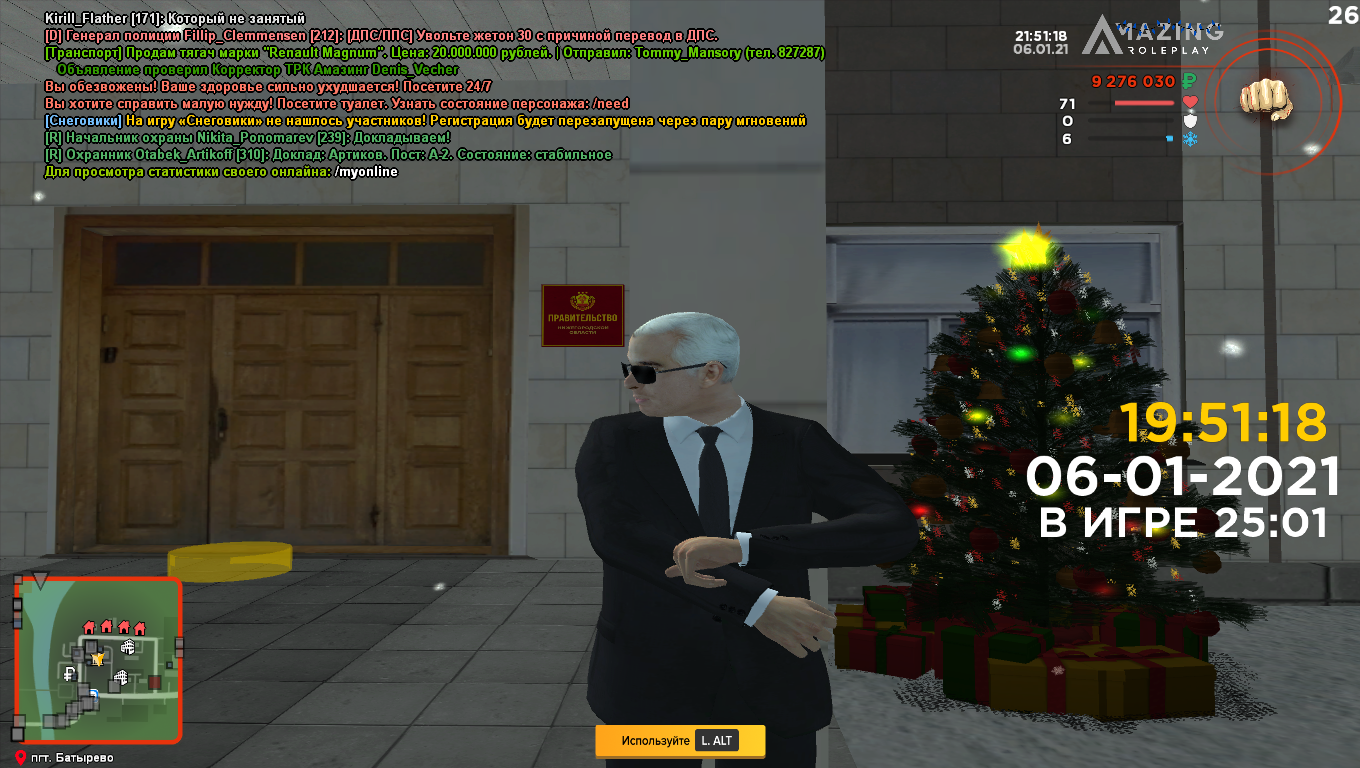 Kirill_Flather [171]: Который не занятый
[D] Генерал полиции Fillip_Clemmensen [212]: [ДПС/ППС] Увольте жетон 30 с причиной перевод в ДПС.
[Транспорт] Продам тягач марки "Renault Magnum". Цена: 20.000.000 рублей. | Отправил: Tommy_Mansory (тел. 827287)
Объявление проверил Корректор ТРК Амазинг Denis_Vecher
Вы обезвожены! Ваше здоровье сильно ухудшается! Посетите 24/7
Вы хотите справить малую нужду! Посетите туалет. Узнать состояние персонажа: /need
[Снеговики] На игру «Снеговики» не нашлось участников! Регистрация будет перезапущена через пару мгновений
[R] Начальник охраны Nikita_Ponomarev [239]: Докладываем!
[R] Охранник Otabek_Artikoff [310]: Доклад: Артиков. Пост: А-2. Состояние: стабильное
Для просмотра статистики своего онлайна: /myonline
26
21:51:18
06.01.21
AMAZING
ROLEPLAY
9 276 030 ₽
71
0
6
ПРАВИТЕЛЬСТВО
НИЖЕГОРОДСКОЙ
ОБЛАСТИ
19:51:18
06-01-2021
В ИГРЕ 25:01
₽
Используйте L. ALT
пгт. Батырево